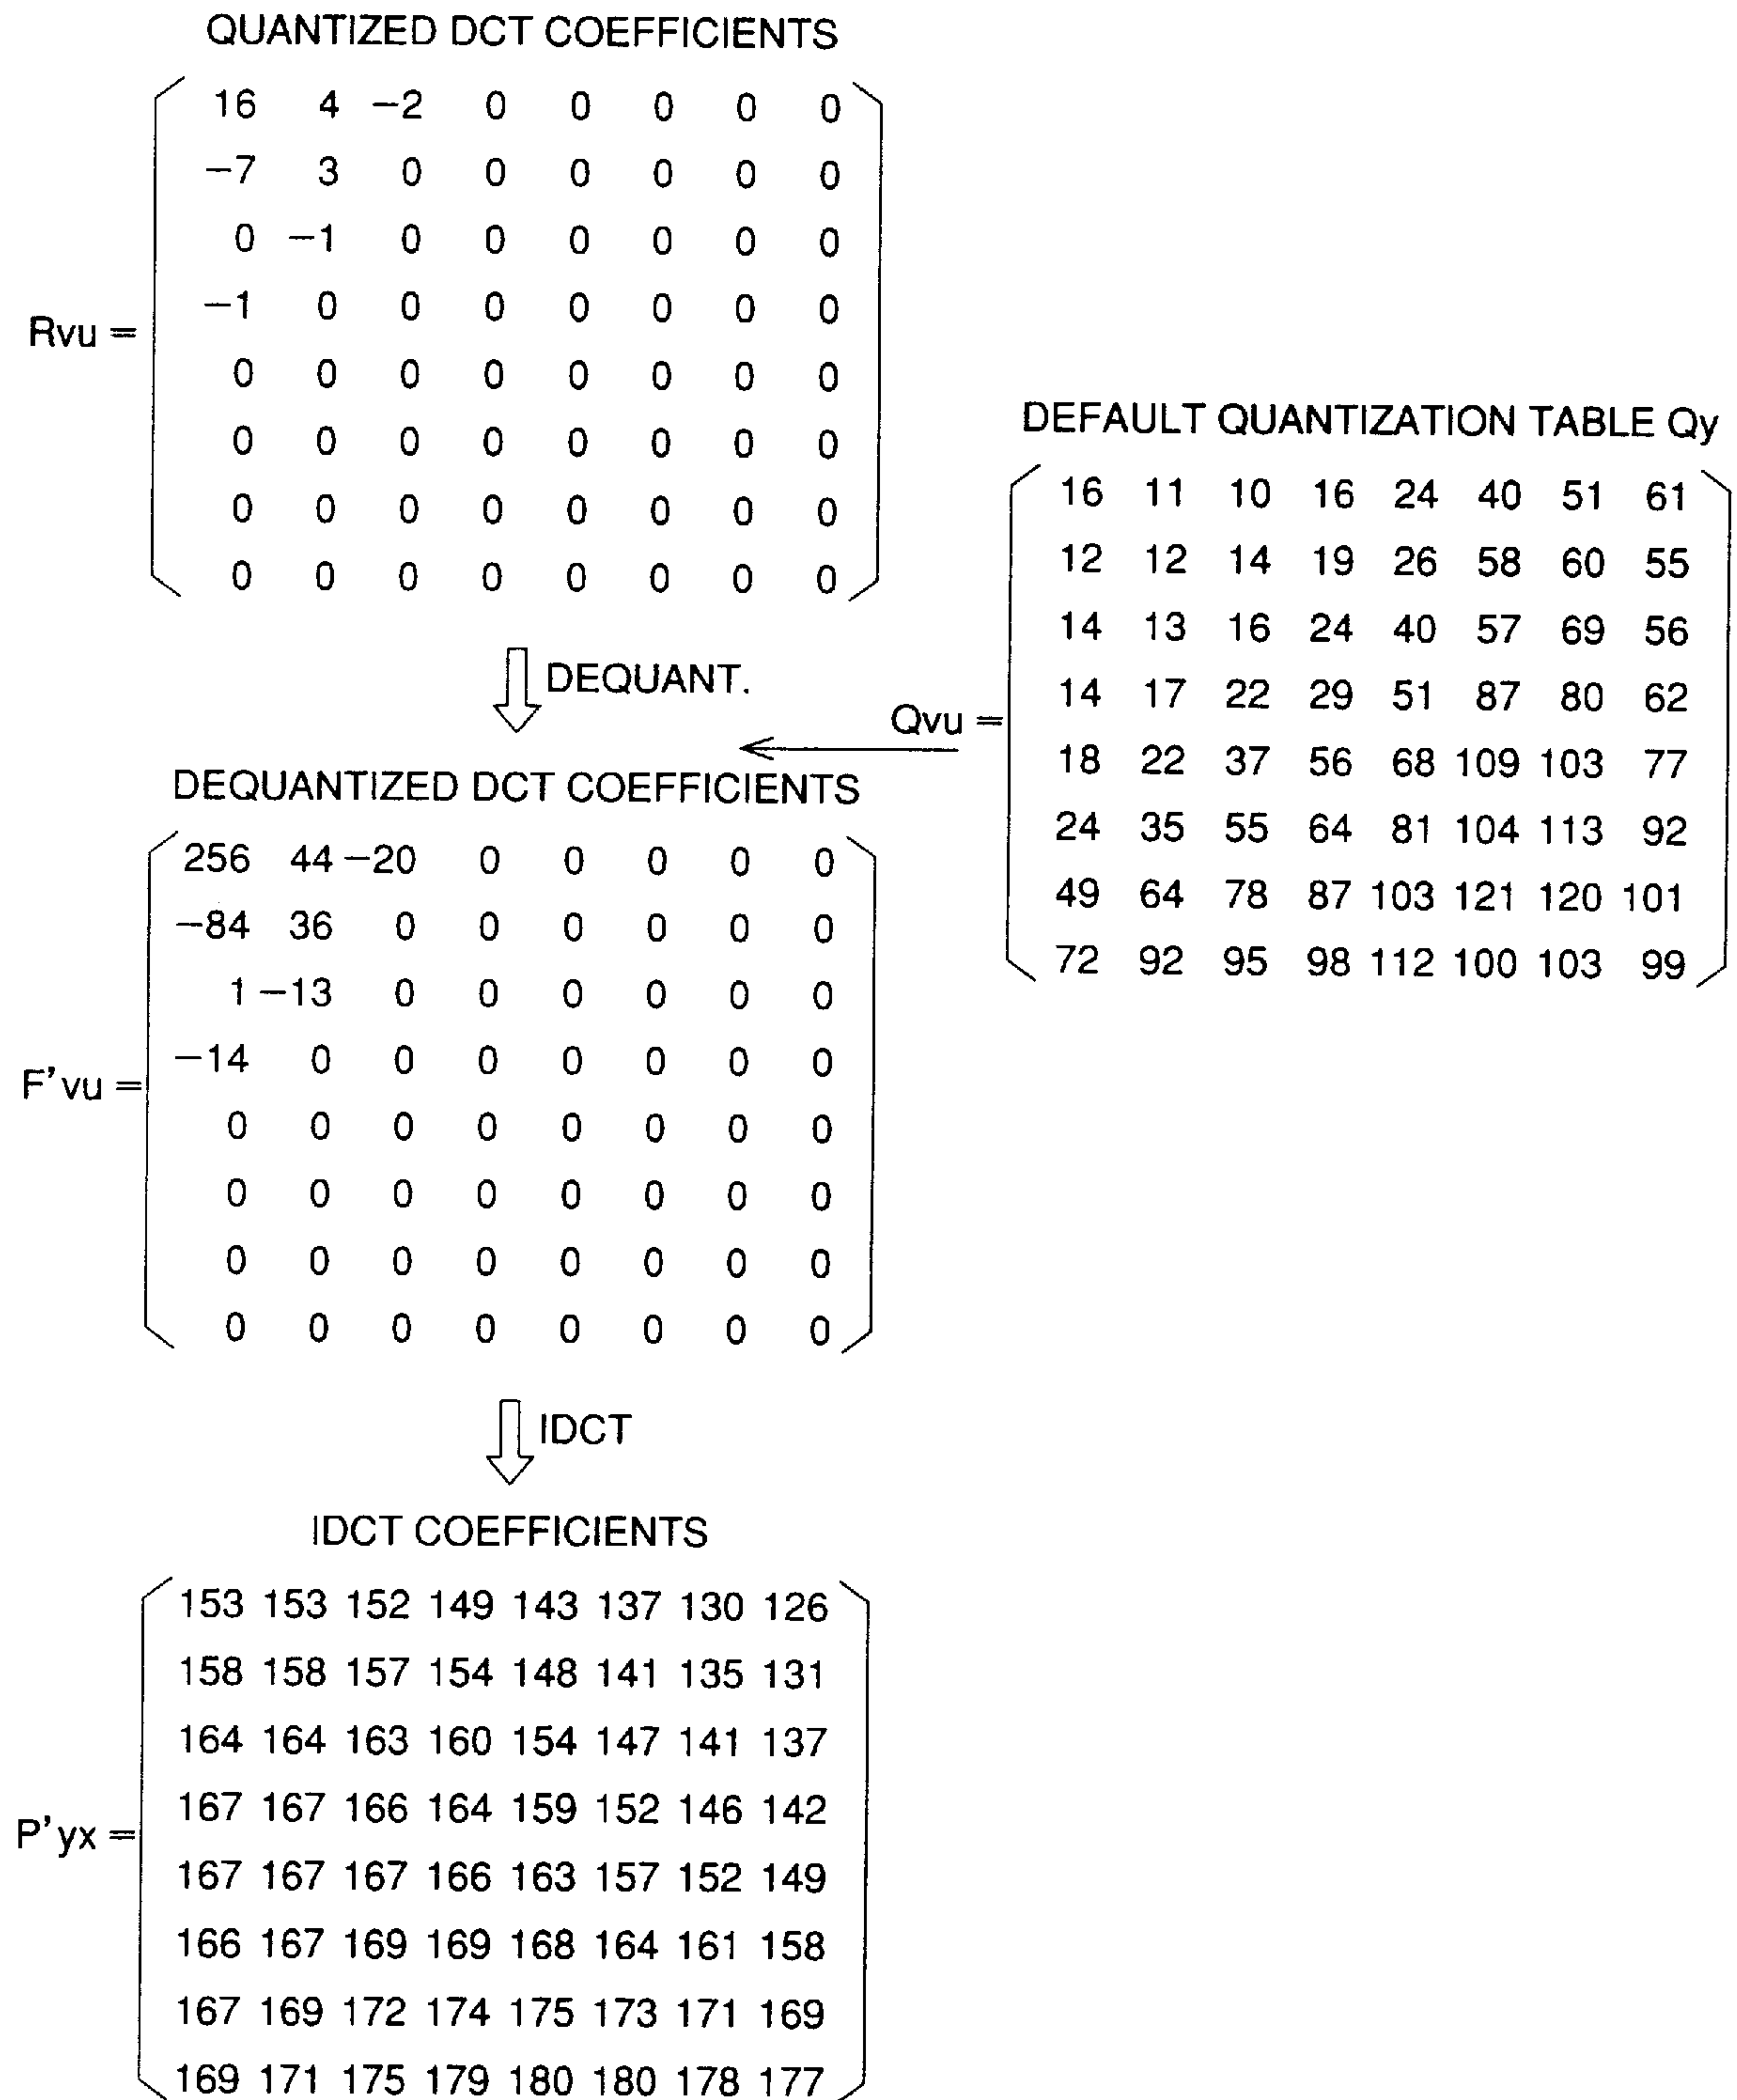 QUANTIZED DCT COEFFICIENTS
Rvu =
16 4 −2 0 0 0 0 0
−7 3 0 0 0 0 0 0
0 −1 0 0 0 0 0 0
−1 0 0 0 0 0 0 0
0 0 0 0 0 0 0 0
0 0 0 0 0 0 0 0
0 0 0 0 0 0 0 0
0 0 0 0 0 0 0 0
DEQUANT.
DEFAULT QUANTIZATION TABLE Qy
Qvu =
16 11 10 16 24 40 51 61
12 12 14 19 26 58 60 55
14 13 16 24 40 57 69 56
14 17 22 29 51 87 80 62
18 22 37 56 68 109 103 77
24 35 55 64 81 104 113 92
49 64 78 87 103 121 120 101
72 92 95 98 112 100 103 99
DEQUANTIZED DCT COEFFICIENTS
F'vu =
256 44 −20 0 0 0 0 0
−84 36 0 0 0 0 0 0
1 −13 0 0 0 0 0 0
−14 0 0 0 0 0 0 0
0 0 0 0 0 0 0 0
0 0 0 0 0 0 0 0
0 0 0 0 0 0 0 0
0 0 0 0 0 0 0 0
IDCT
IDCT COEFFICIENTS
P'yx =
153 153 152 149 143 137 130 126
158 158 157 154 148 141 135 131
164 164 163 160 154 147 141 137
167 167 166 164 159 152 146 142
167 167 167 166 163 157 152 149
166 167 169 169 168 164 161 158
167 169 172 174 175 173 171 169
169 171 175 179 180 180 178 177